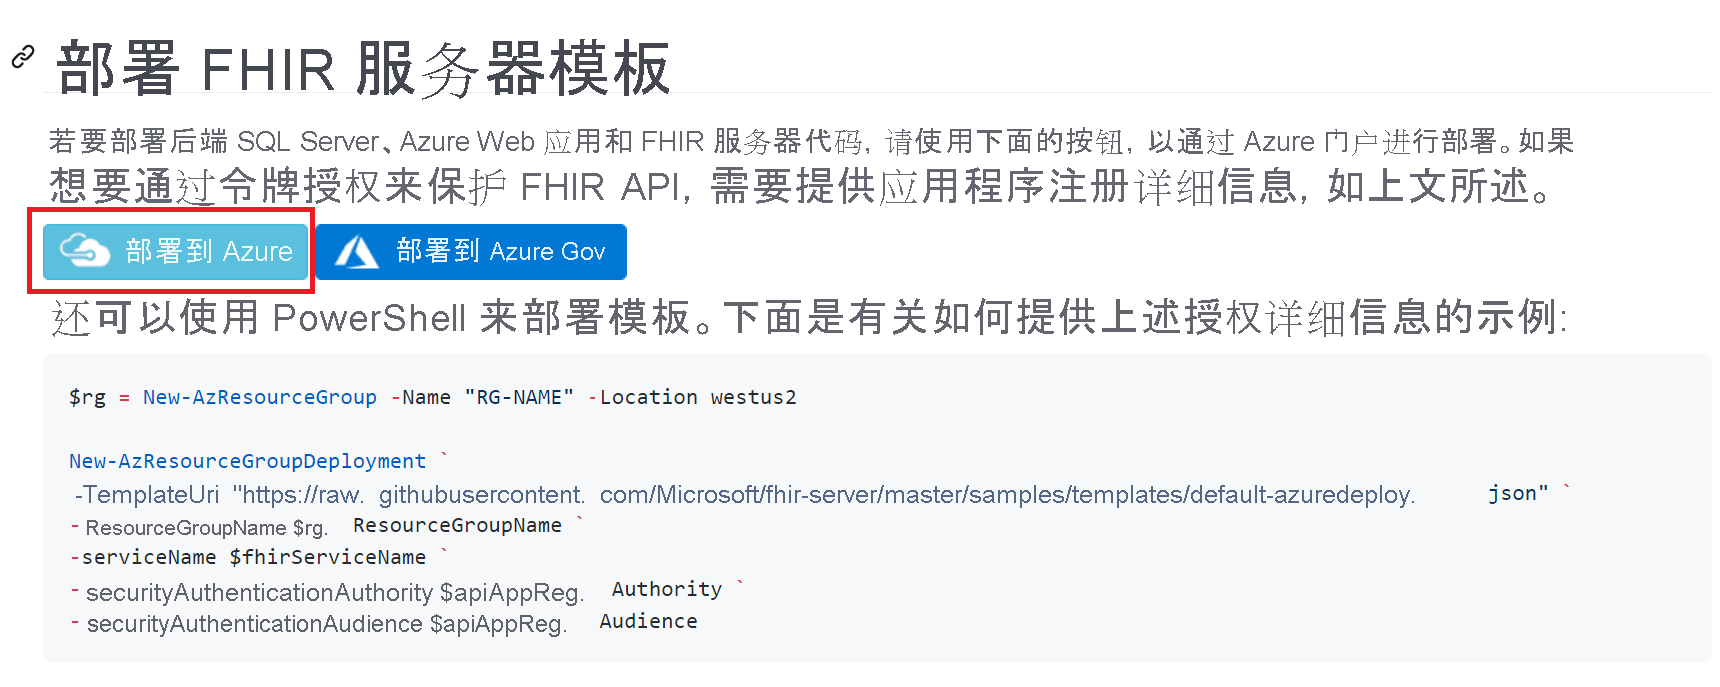 部署 FHIR 服务器模板
若要部署后端 SQL Server、Azure Web 应用和 FHIR 服务器代码, 请使用下面的按钮, 以通过 Azure 门户进行部署。如果
想要通过令牌授权来保护 FHIR API, 需要提供应用程序注册详细信息, 如上文所述。
部署到 Azure 部署到 Azure Gov
还可以使用 PowerShell 来部署模板。下面是有关如何提供上述授权详细信息的示例:
$rg = New-AzResourceGroup -Name "RG-NAME" -Location westus2
New-AzResourceGroupDeployment `
-TemplateUri "https://raw. githubusercontent. com/Microsoft/fhir-server/master/samples/templates/default-azuredeploy. json" `
- ResourceGroupName $rg. ResourceGroupName `
-serviceName $fhirServiceName `
- securityAuthenticationAuthority $apiAppReg. Authority `
- securityAuthenticationAudience $apiAppReg. Audience